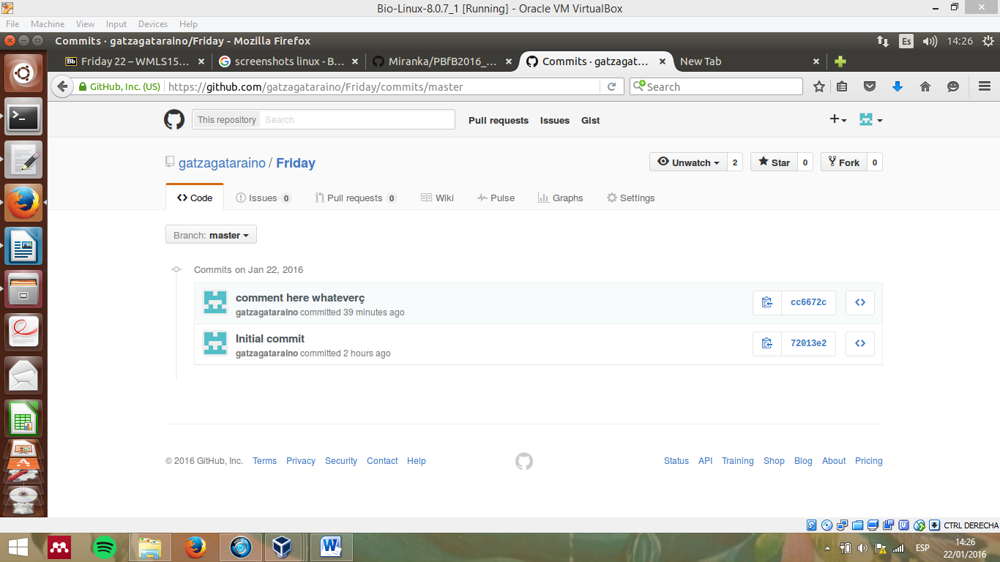 Bio-Linux-8.0.7_1 [Running] - Oracle VM VirtualBox
File Machine View Input Devices Help
Commits · gatzagataraino/Friday - Mozilla Firefox
Es 14:26
Bb Friday 22 – WMLS15… screenshots linux - B… Miranka/PBFB2016_… Commits · gatzagat… New Tab
GitHub, Inc. (US) https://github.com/gatzagataraino/Friday/commits/master Search
This repository Search Pull requests Issues Gist
gatzagataraino / Friday Unwatch 2 Star 0 Fork 0
Code Issues 0 Pull requests 0 Wiki Pulse Graphs Settings
Branch: master
Commits on Jan 22, 2016
comment here whateverç
gatzagataraino committed 39 minutes ago
cc6672c
Initial commit
gatzagataraino committed 2 hours ago
72013e2
© 2016 GitHub, Inc. Terms Privacy Security Contact Help Status API Training Shop Blog About Pricing
CTRL DERECHA
ESP 14:26
22/01/2016